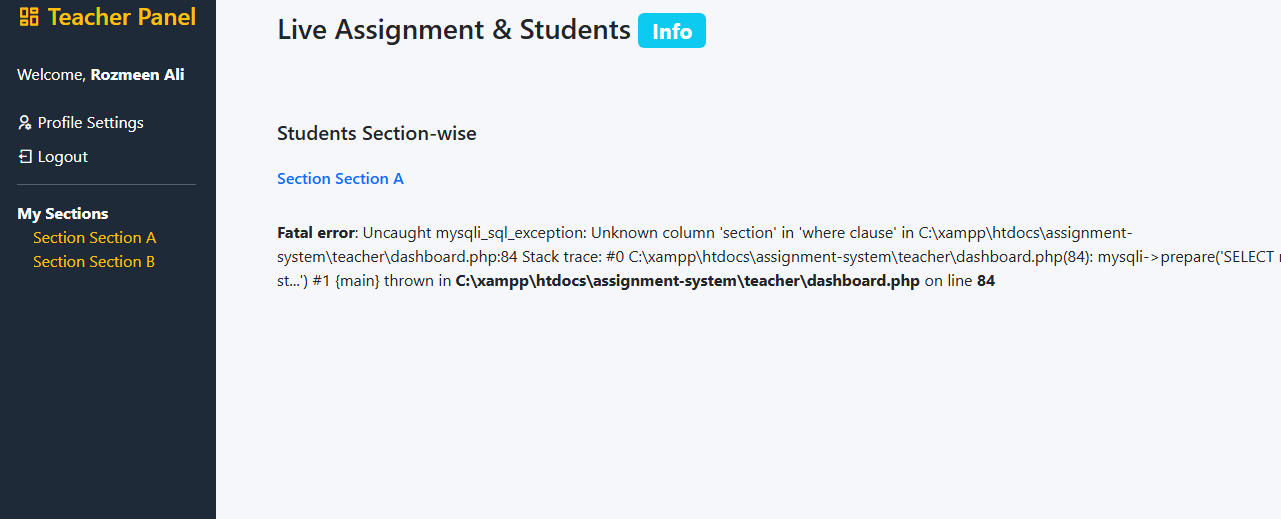 Teacher Panel
Welcome, Rozmeen Ali
Profile Settings
Logout
My Sections
Section Section A
Section Section B
Live Assignment & Students Info
Students Section-wise
Section Section A
Fatal error: Uncaught mysqli_sql_exception: Unknown column 'section' in 'where clause' in C:\xampp\htdocs\assignment-
system\teacher\dashboard.php:84 Stack trace: #0 C:\xampp\htdocs\assignment-system\teacher\dashboard.php(84): mysqli->prepare('SELECT
st...') #1 {main} thrown in C:\xampp\htdocs\assignment-system\teacher\dashboard.php on line 84